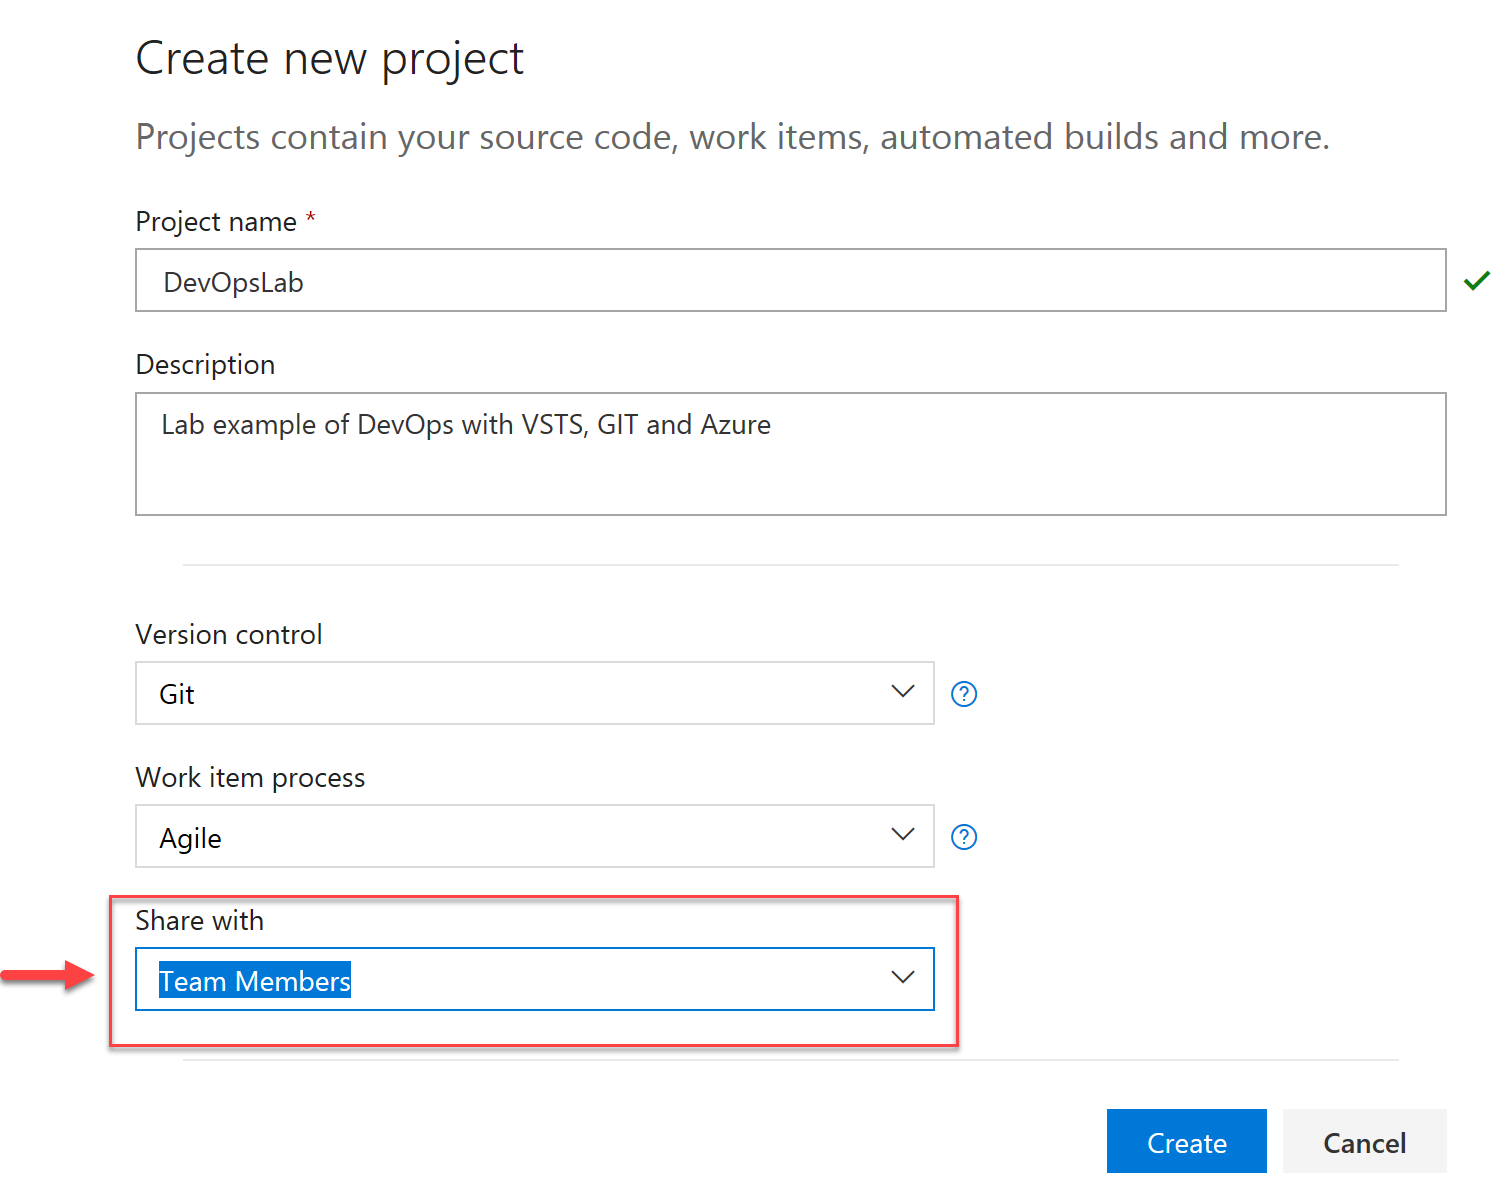 Create new project
Projects contain your source code, work items, automated builds and more.
Project name *
DevOpsLab
Description
Lab example of DevOps with VSTS, GIT and Azure
Version control
Git
?
Work item process
Agile
?
Share with
Team Members
Create
Cancel